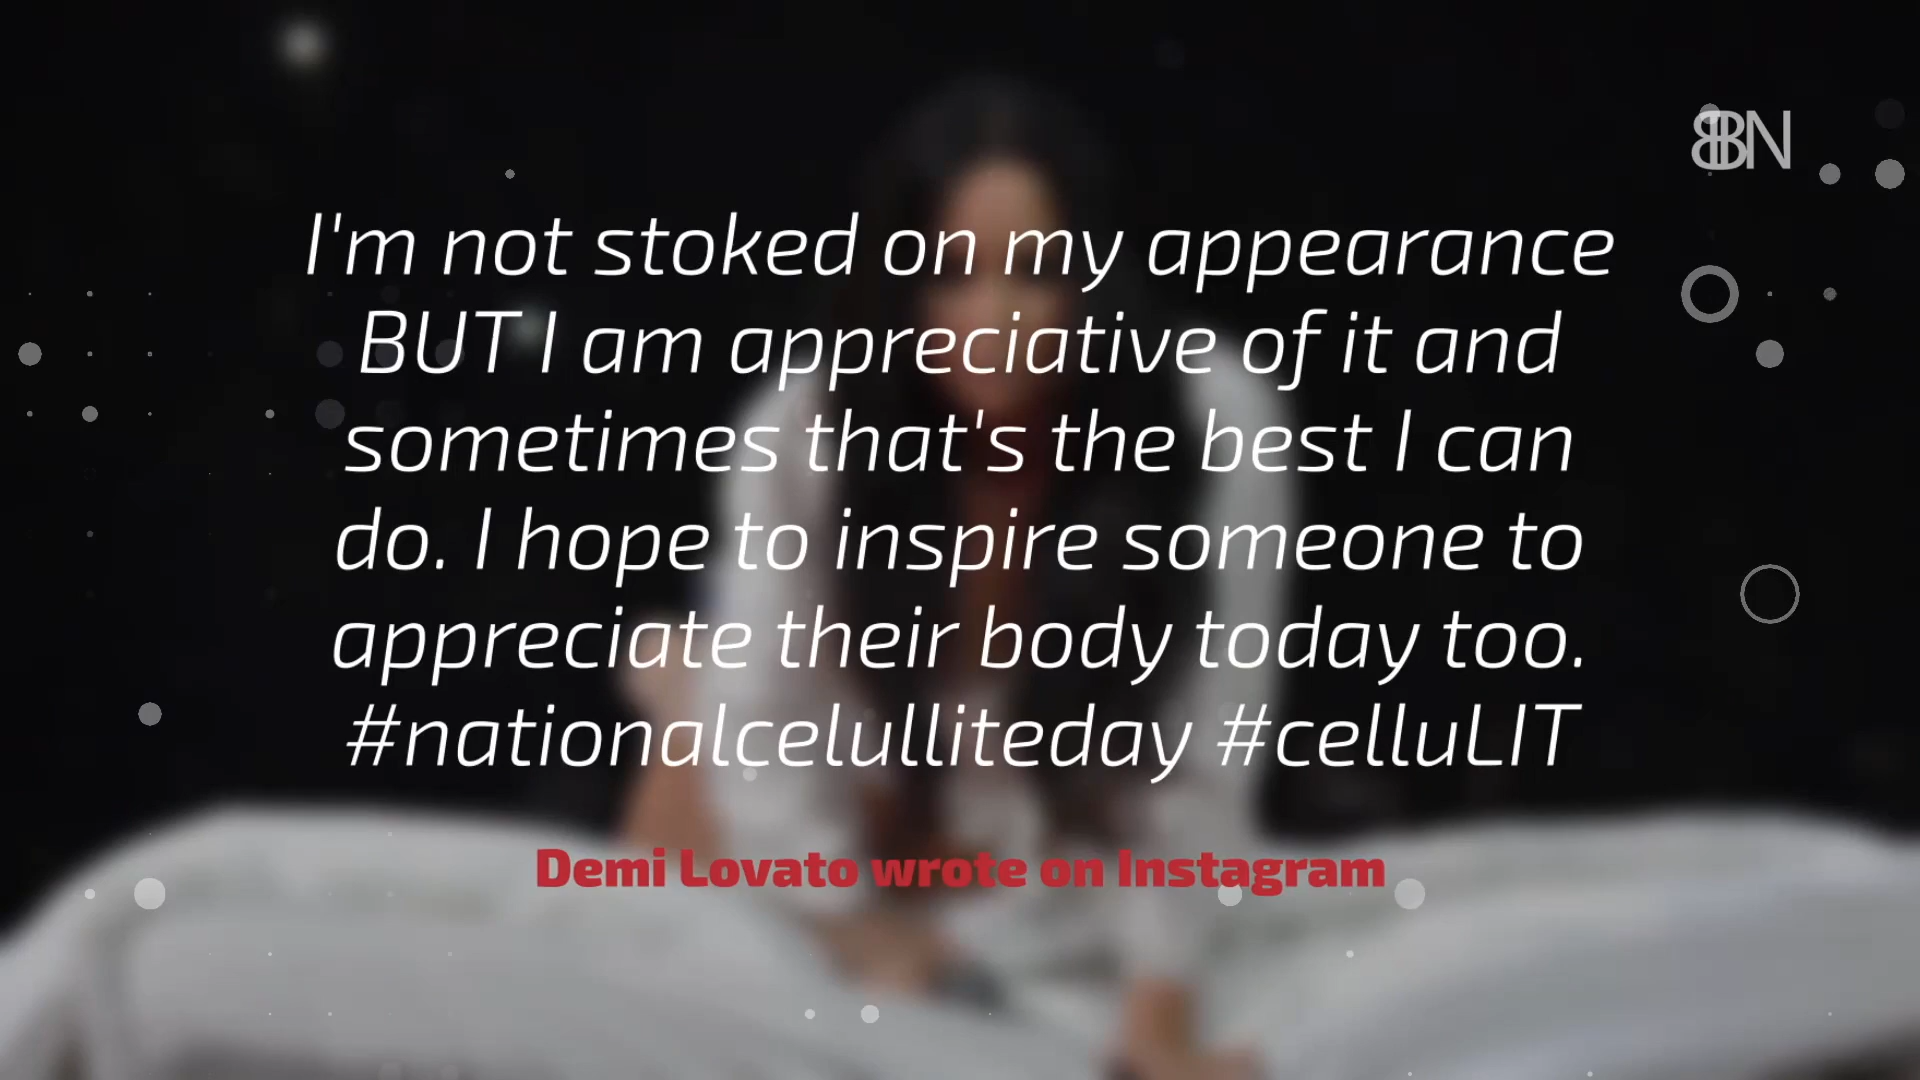 BBN
I'm not stoked on my appearance
BUT I am appreciative of it and
sometimes that's the best I can
do. I hope to inspire someone to
appreciate their body today too.
#nationalcelulliteday #celluLIT
Demi Lovato wrote on Instagram